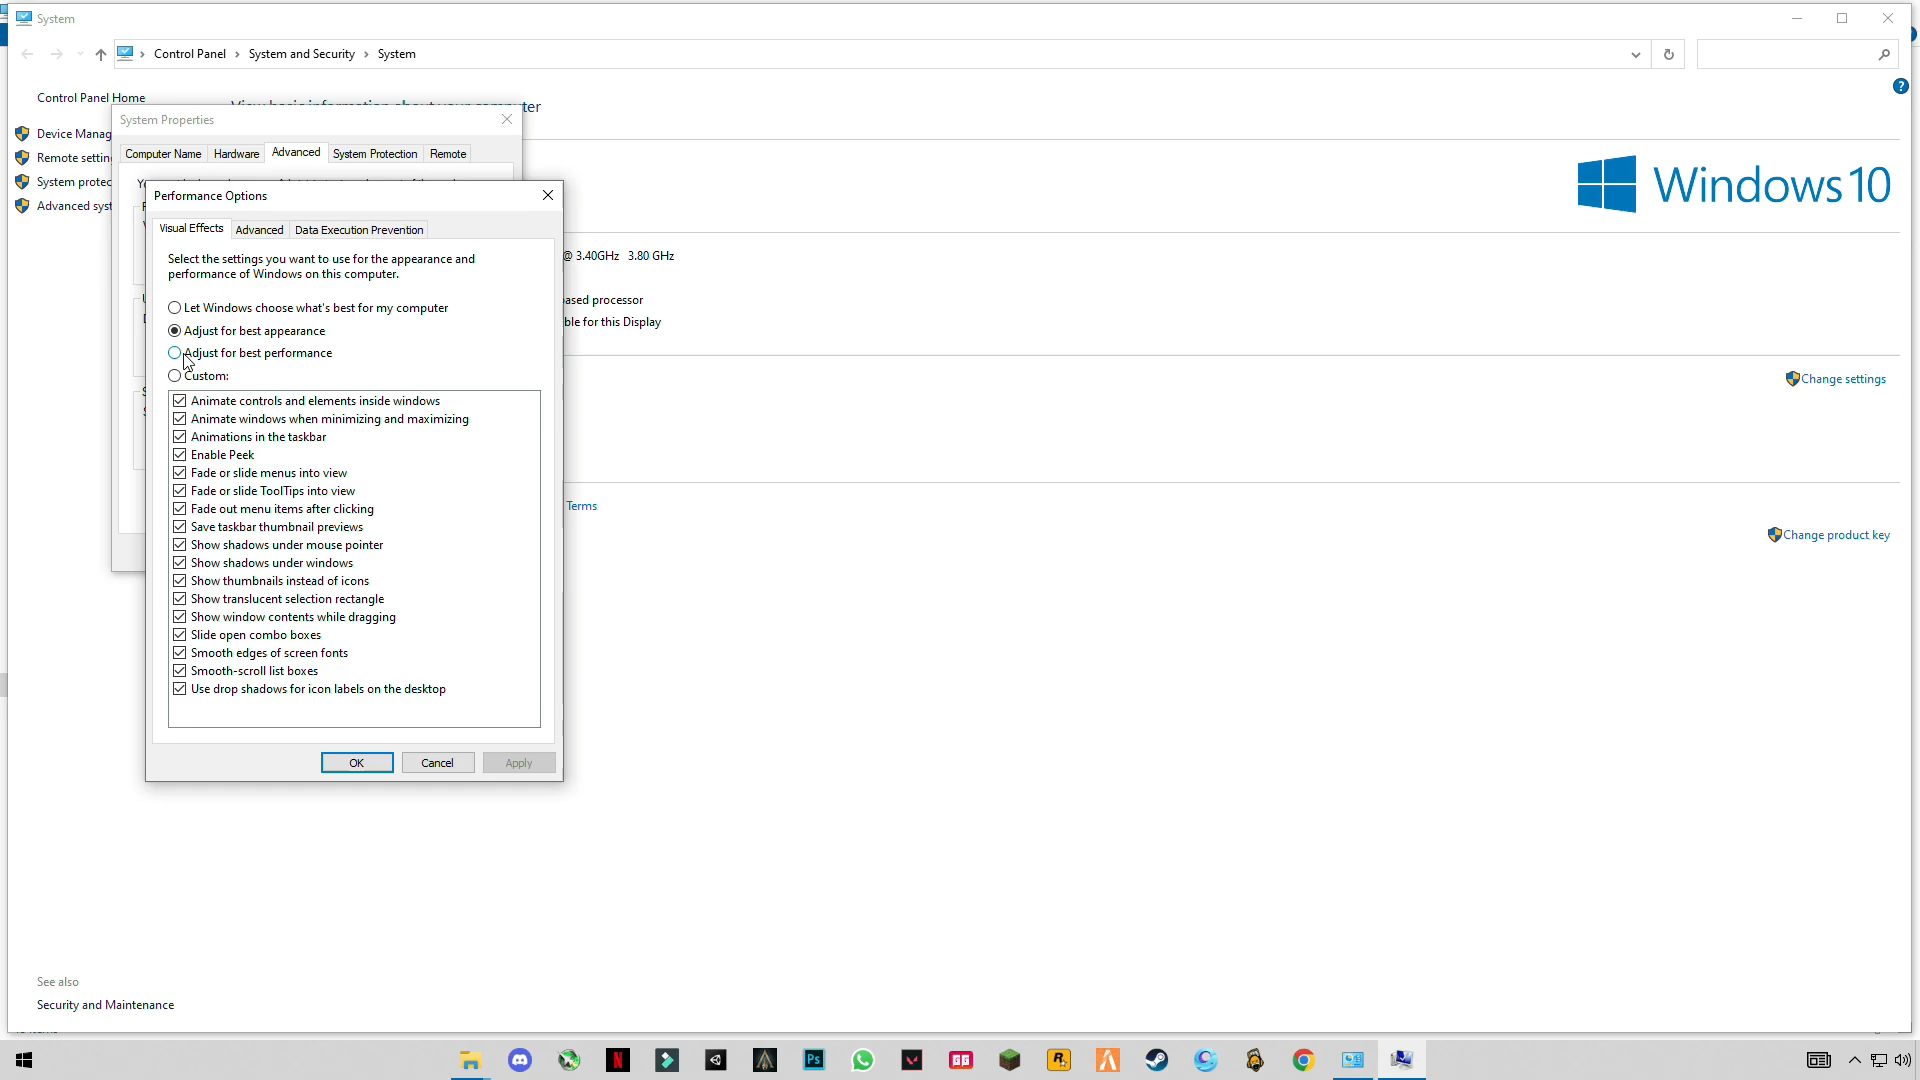 System
Control Panel > System and Security > System
Control Panel Home
ter
System Properties
Device Manag
Computer Name Hardware Advanced System Protection Remote
Remote settin
System protec
Advanced syst
Windows 10
Performance Options
Visual Effects Advanced Data Execution Prevention
Select the settings you want to use for the appearance and
performance of Windows on this computer.
@ 3.40GHz 3.80 GHz
ased processor
ble for this Display
Let Windows choose what's best for my computer
Adjust for best appearance
Adjust for best performance
Custom:
Change settings
Animate controls and elements inside windows
Animate windows when minimizing and maximizing
Animations in the taskbar
Enable Peek
Fade or slide menus into view
Fade or slide ToolTips into view
Fade out menu items after clicking
Save taskbar thumbnail previews
Show shadows under mouse pointer
Show shadows under windows
Show thumbnails instead of icons
Show translucent selection rectangle
Show window contents while dragging
Slide open combo boxes
Smooth edges of screen fonts
Smooth-scroll list boxes
Use drop shadows for icon labels on the desktop
Terms
Change product key
OK Cancel Apply
See also
Security and Maintenance
N Ps GG R